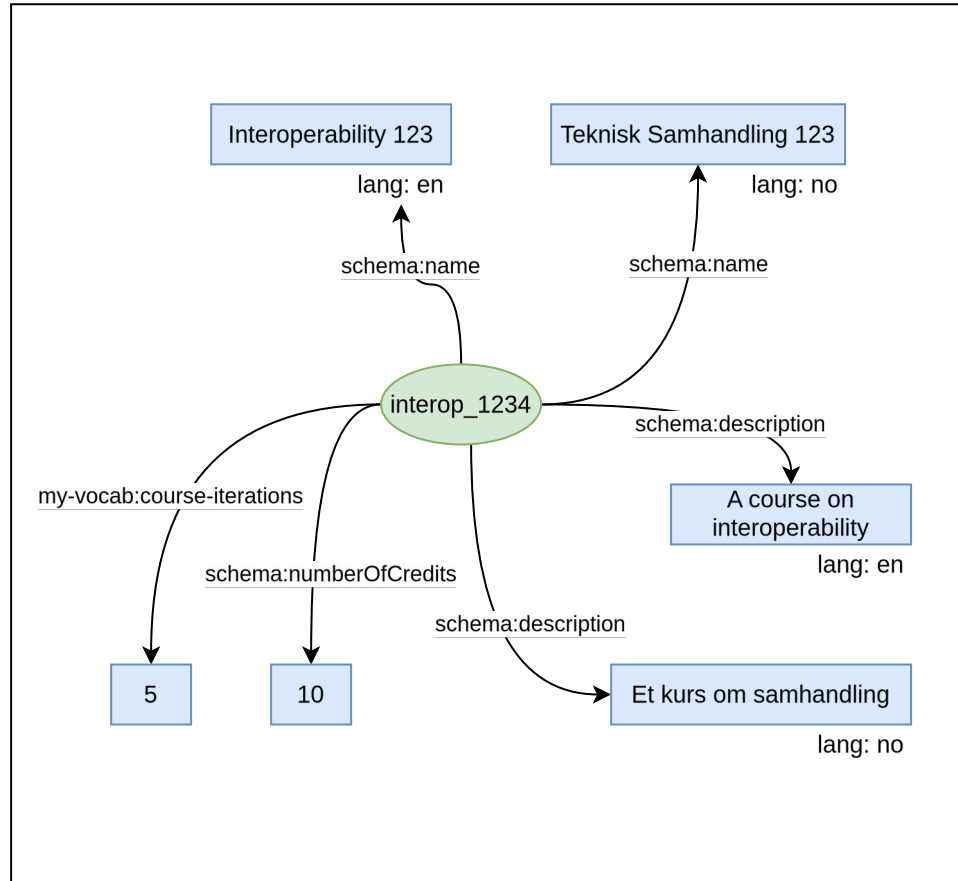 Interoperability 123
Teknisk Samhandling 123
lang: en
lang: no
schema:name
schema:name
interop_1234
schema:description
my-vocab:course-iterations
A course on
interoperability
lang: en
schema:numberOfCredits
schema:description
5
10
Et kurs om samhandling
lang: no